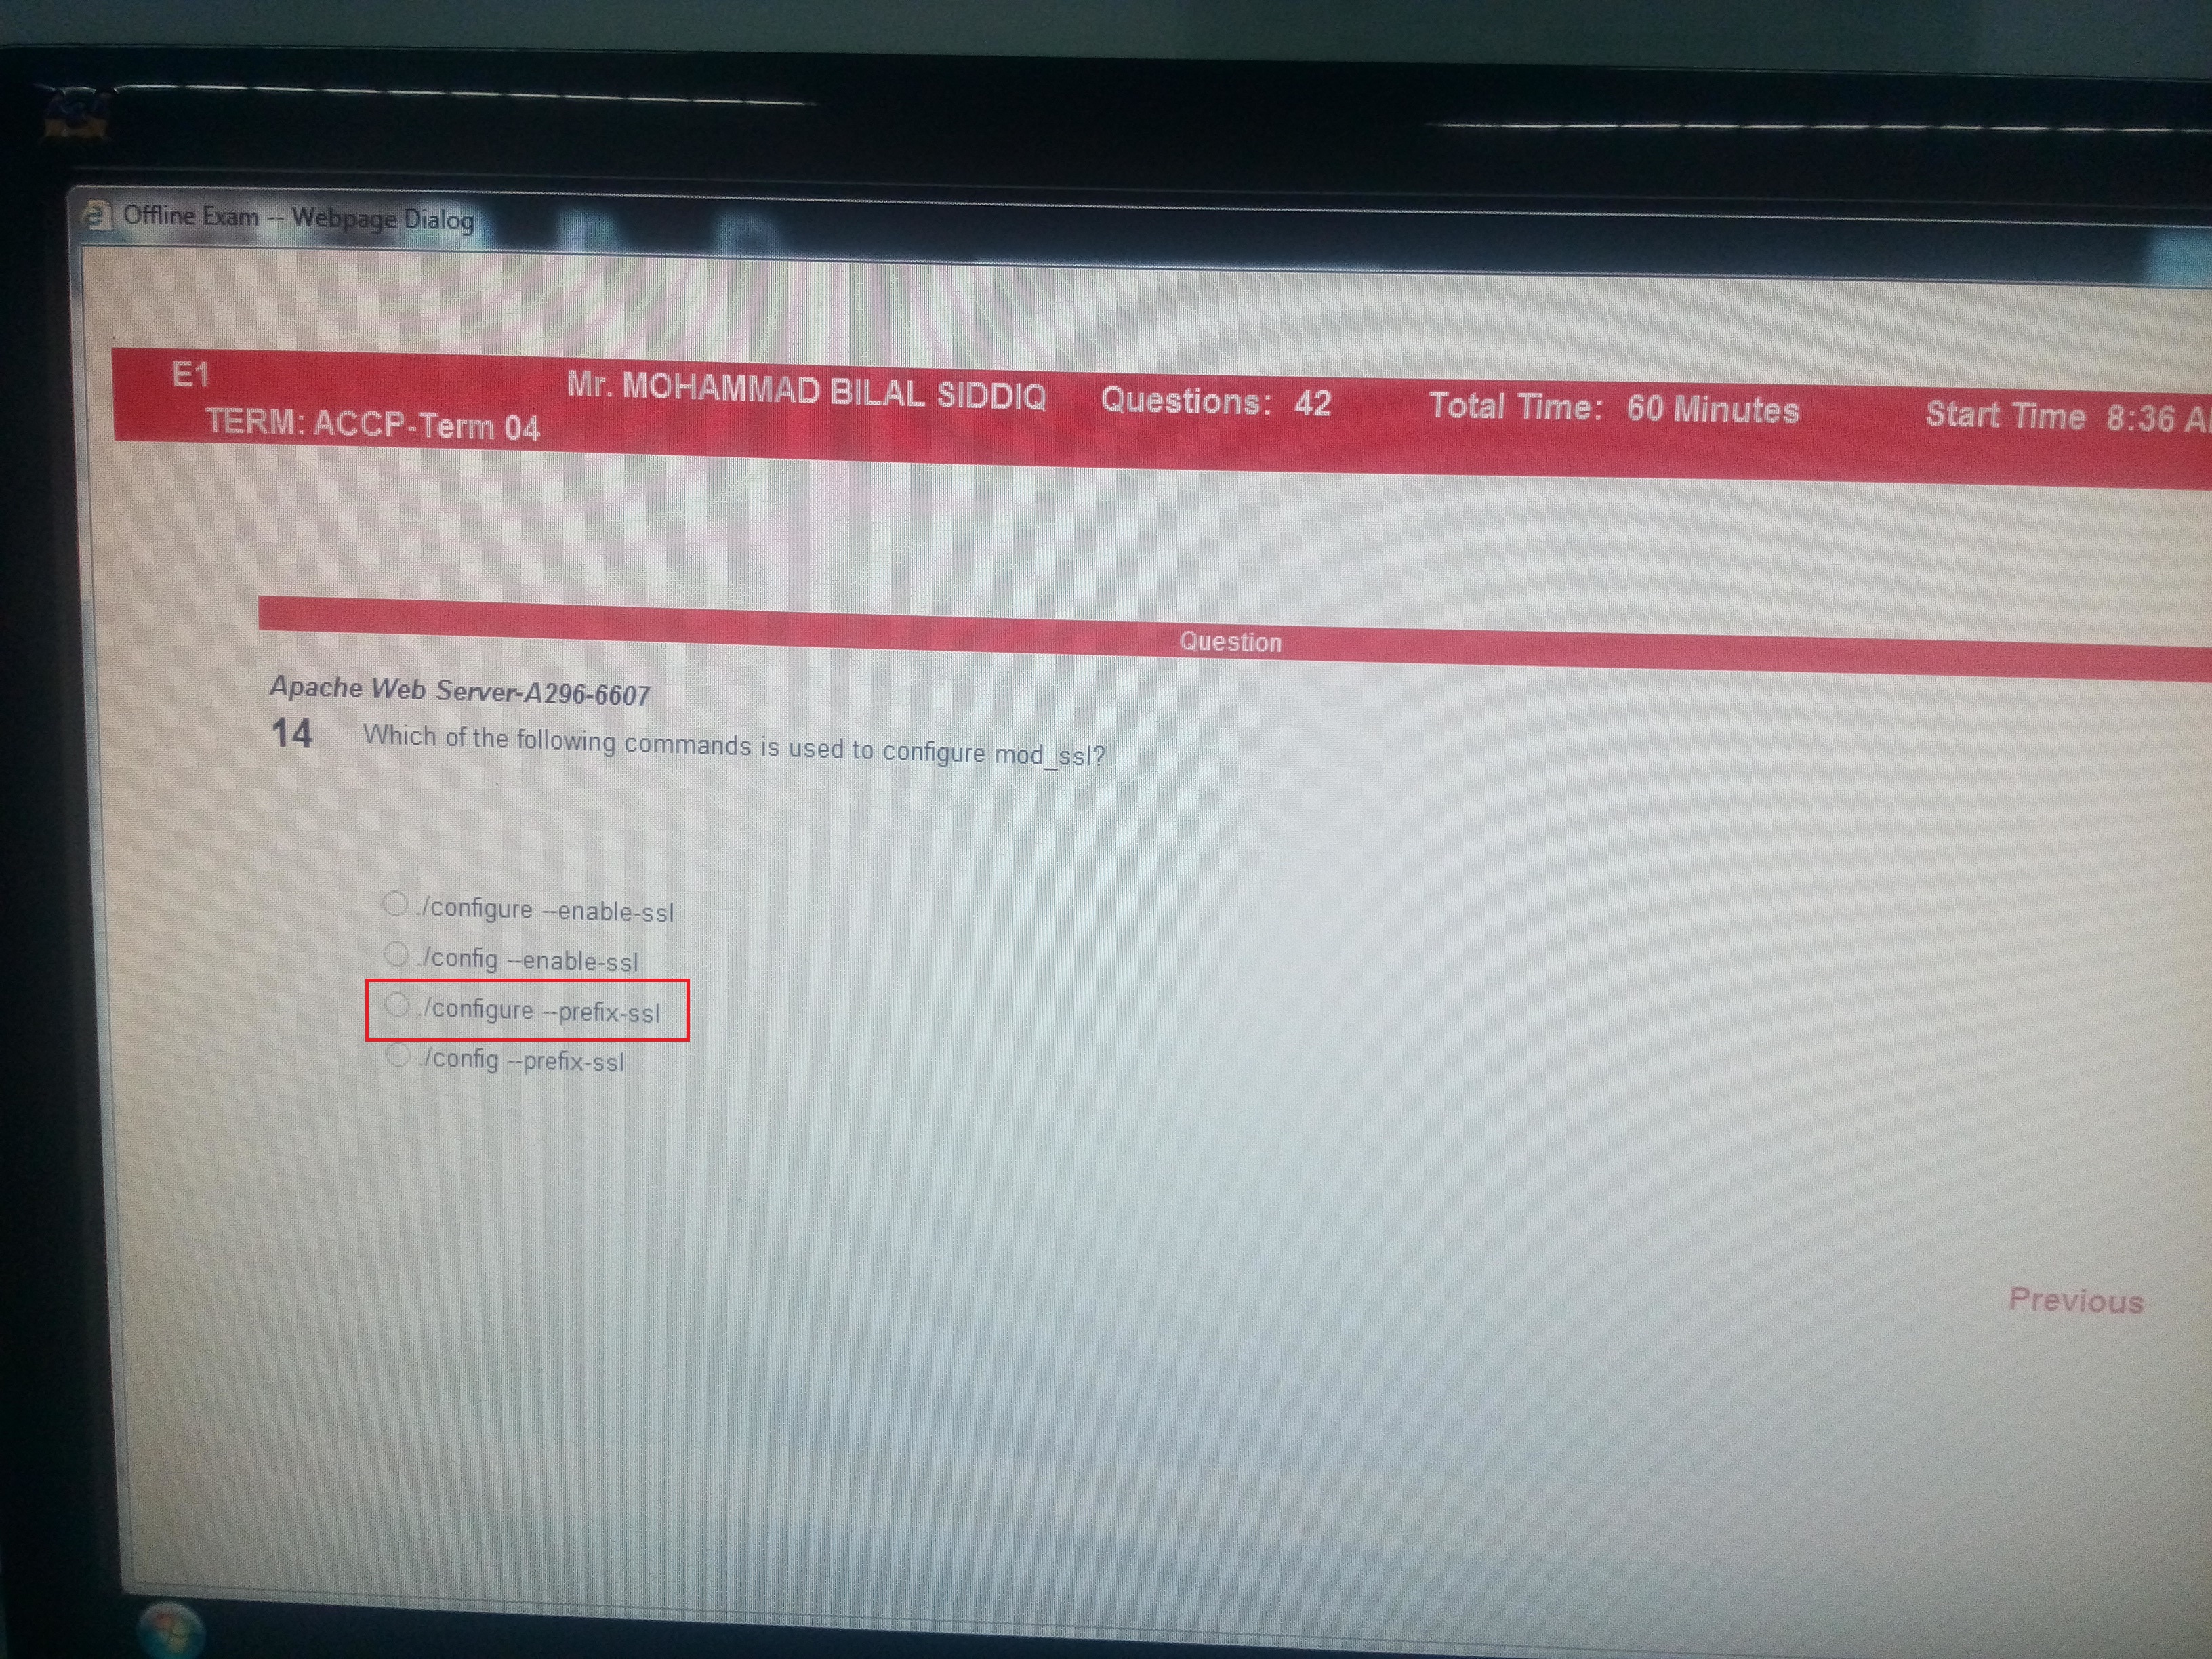 Offline Exam -- Webpage Dialog
E1 Mr. MOHAMMAD BILAL SIDDIQ Questions: 42 Total Time: 60 Minutes Start Time 8:36 A
TERM: ACCP-Term 04
Question
Apache Web Server-A296-6607
14 Which of the following commands is used to configure mod_ssl?
./configure --enable-ssl
./config --enable-ssl
./configure --prefix-ssl
./config --prefix-ssl
Previous